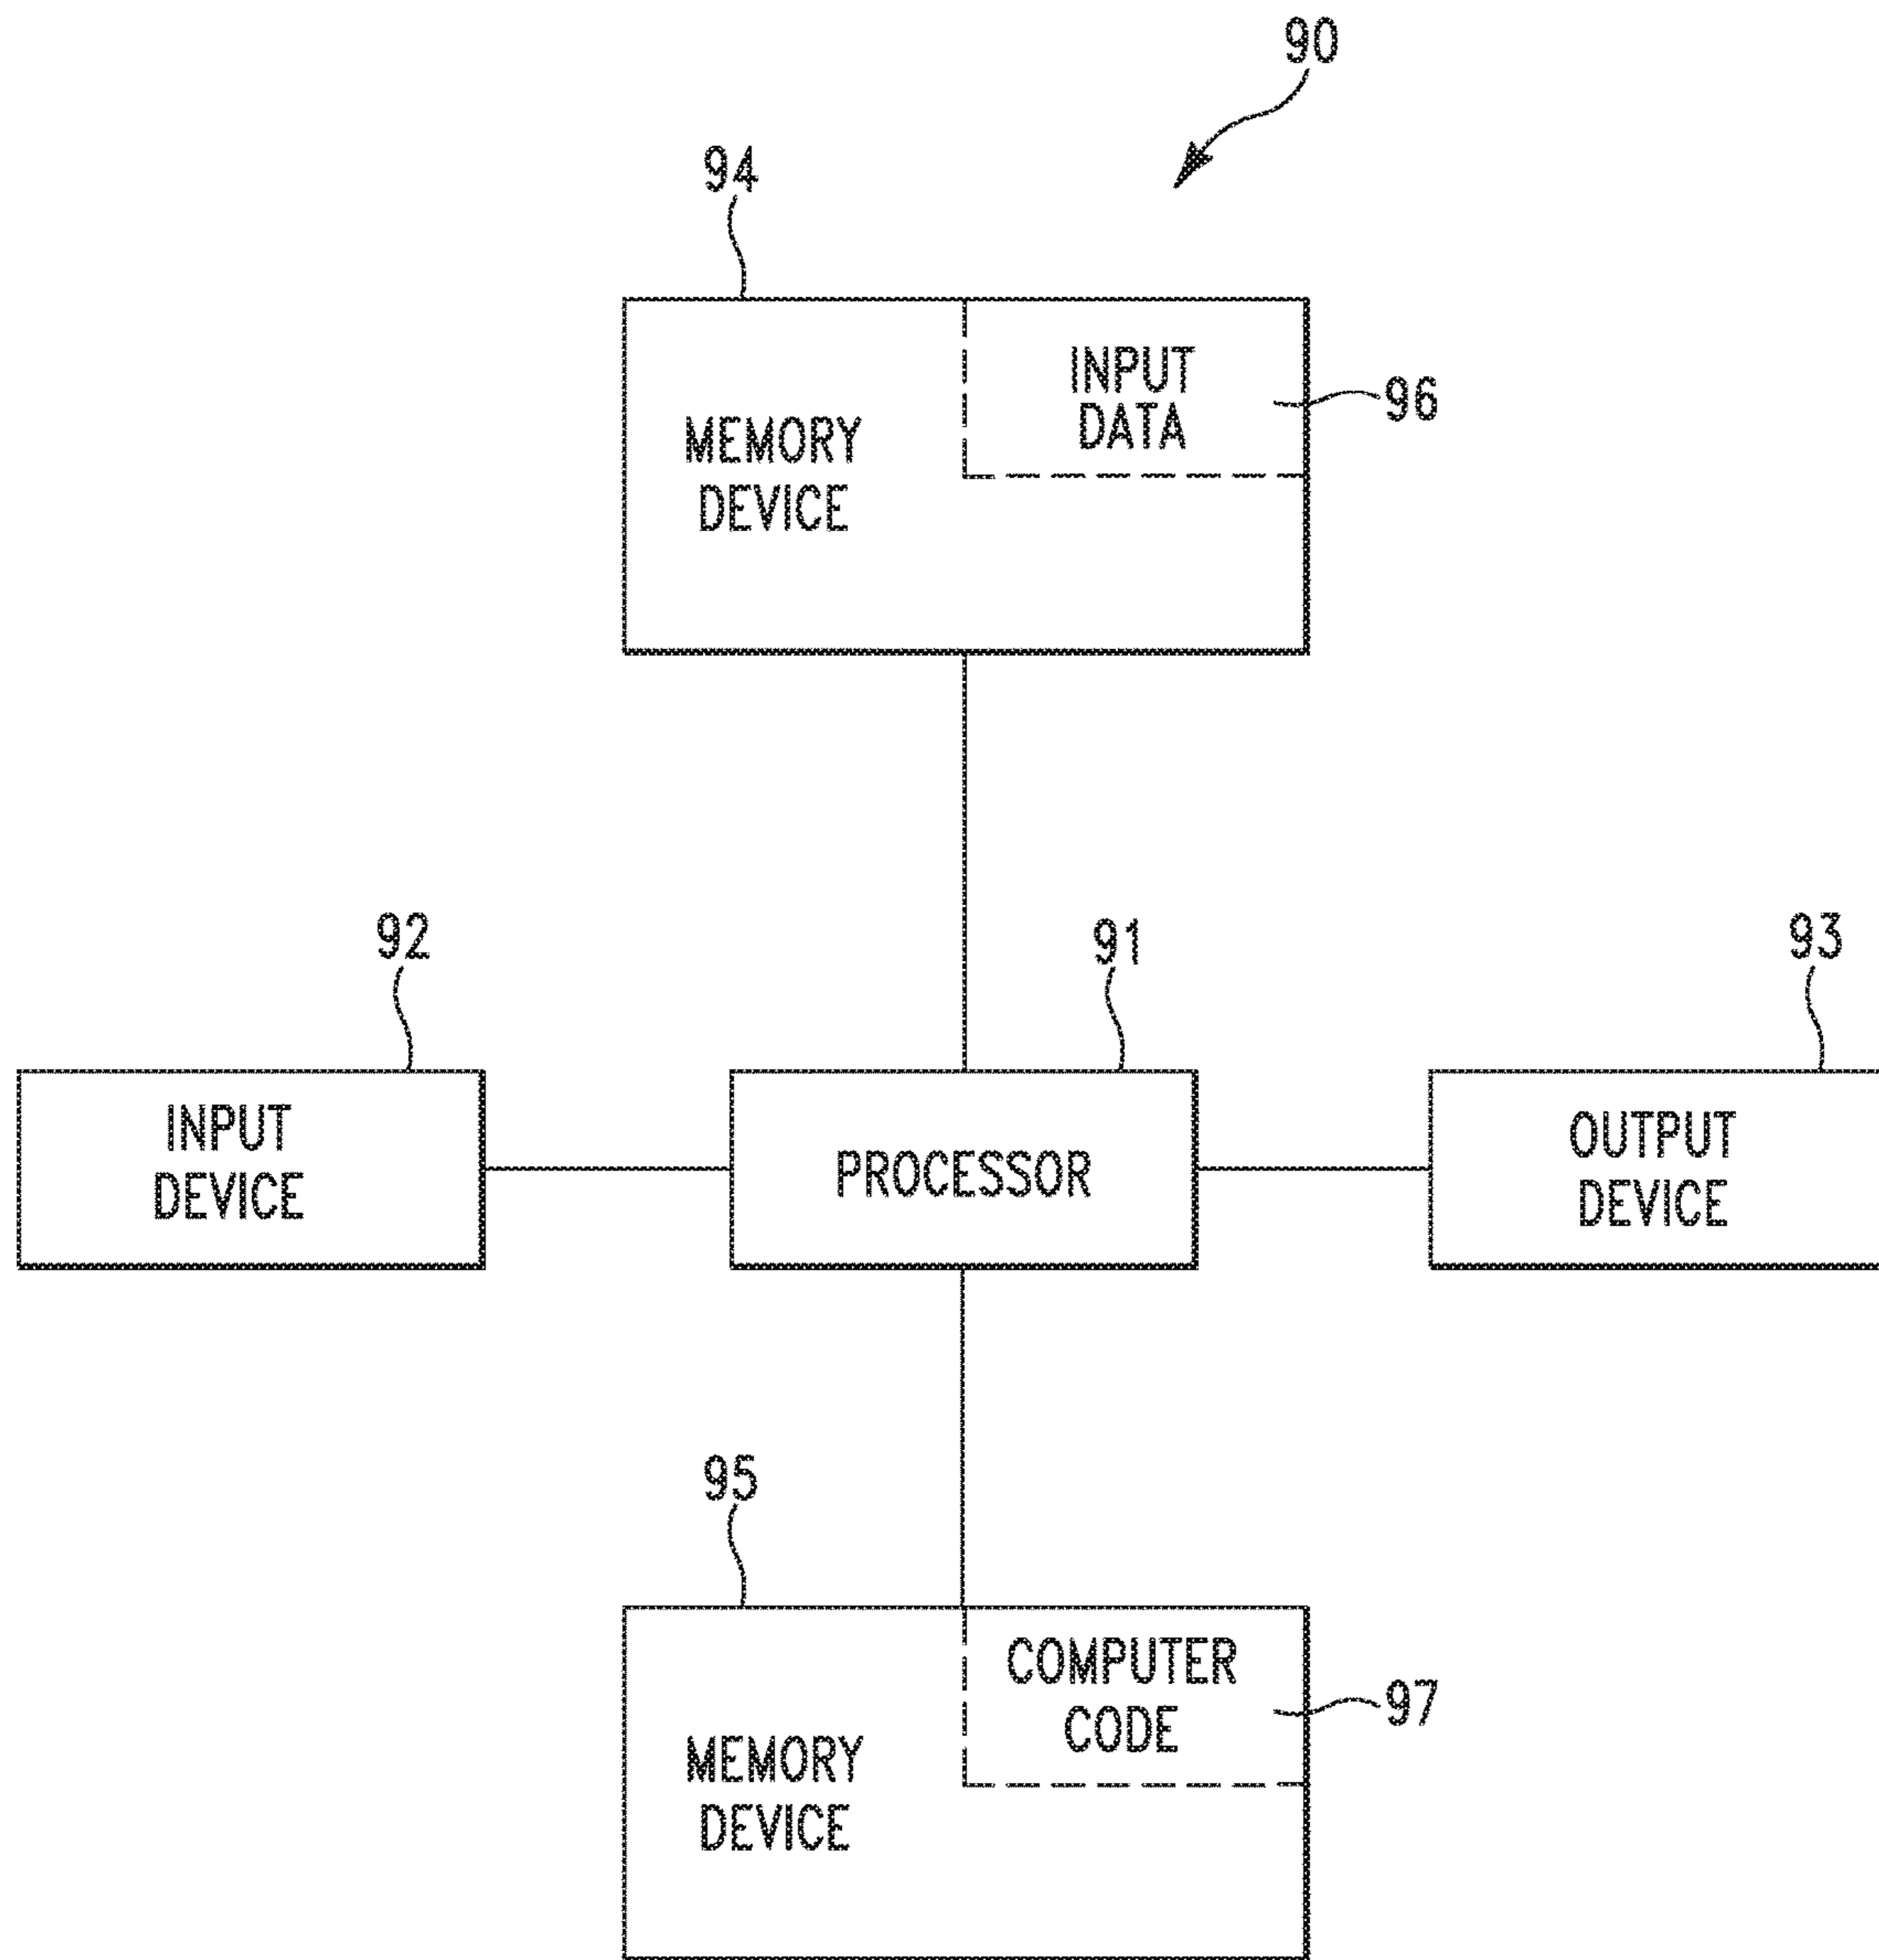 90
94
INPUT
DATA
96
MEMORY
DEVICE
92
91
93
INPUT
DEVICE
PROCESSOR
OUTPUT
DEVICE
95
COMPUTER
CODE
97
MEMORY
DEVICE